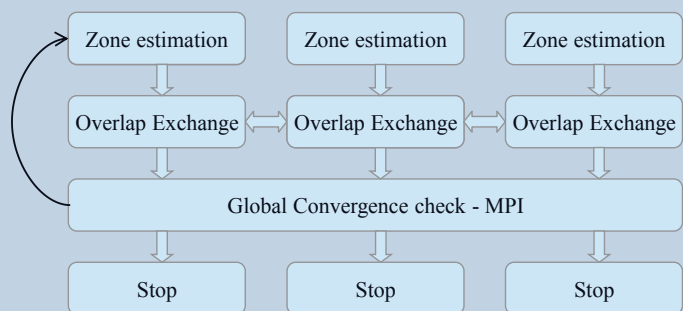 Zone estimation
Zone estimation
Zone estimation
Overlap Exchange
Overlap Exchange
Overlap Exchange
Global Convergence check - MPI
Stop
Stop
Stop